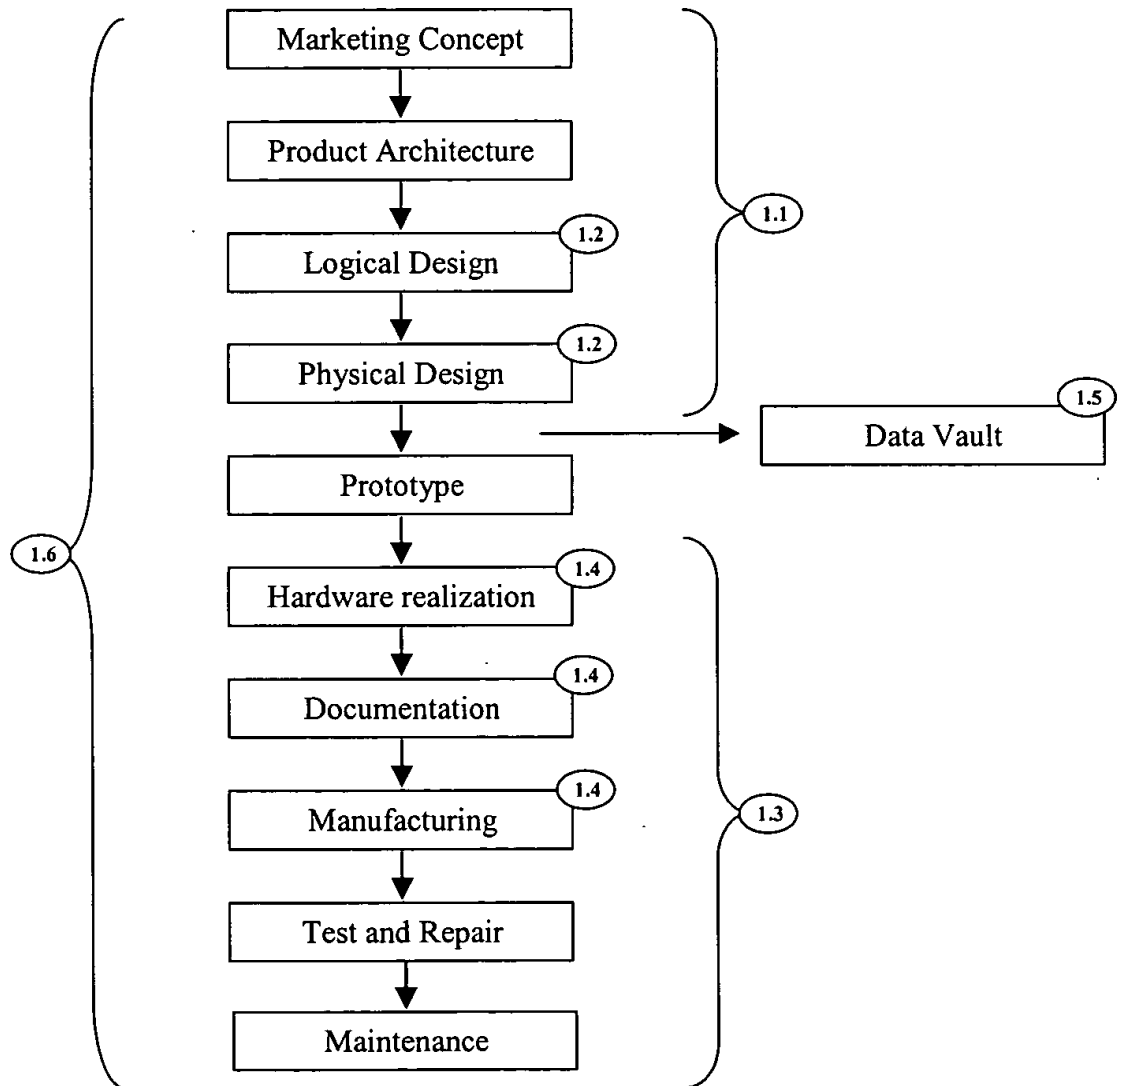 Marketing Concept
Product Architecture
1.1
1.2
Logical Design
1.2
Physical Design
1.5
Data Vault
Prototype
1.6
1.4
Hardware realization
1.4
Documentation
1.4
Manufacturing
1.3
Test and Repair
Maintenance